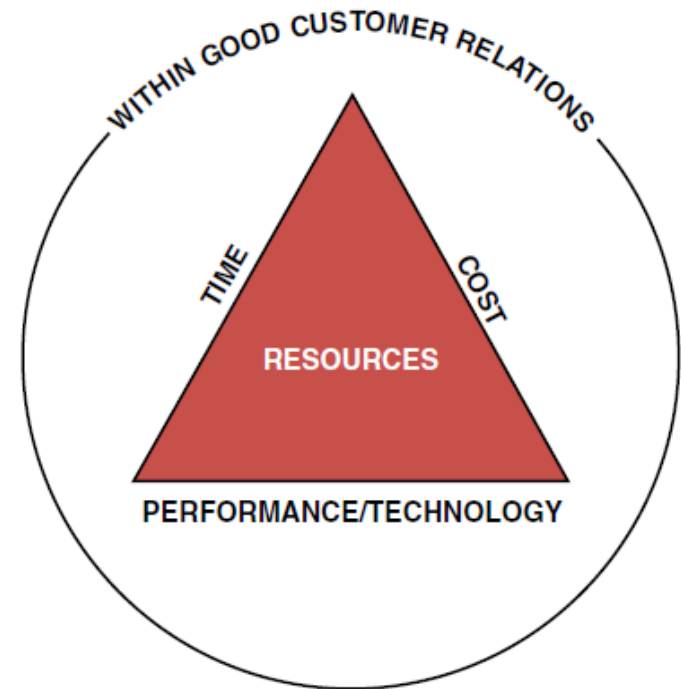 WITHIN GOOD CUSTOMER RELATIONS
TIME
COST
RESOURCES
PERFORMANCE/TECHNOLOGY